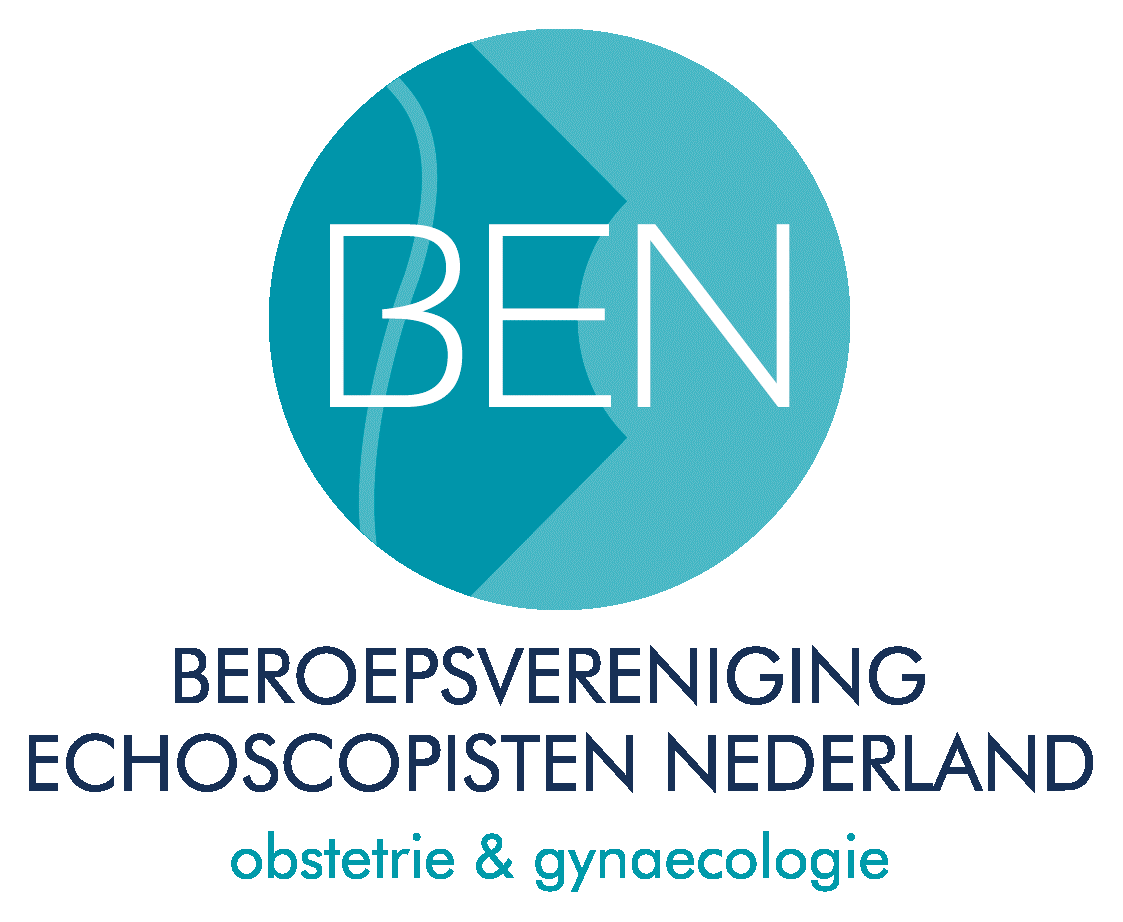 BEN
BEROEPSVERENIGING
ECHOSCOPISTEN NEDERLAND
obstetrie & gynaecologie